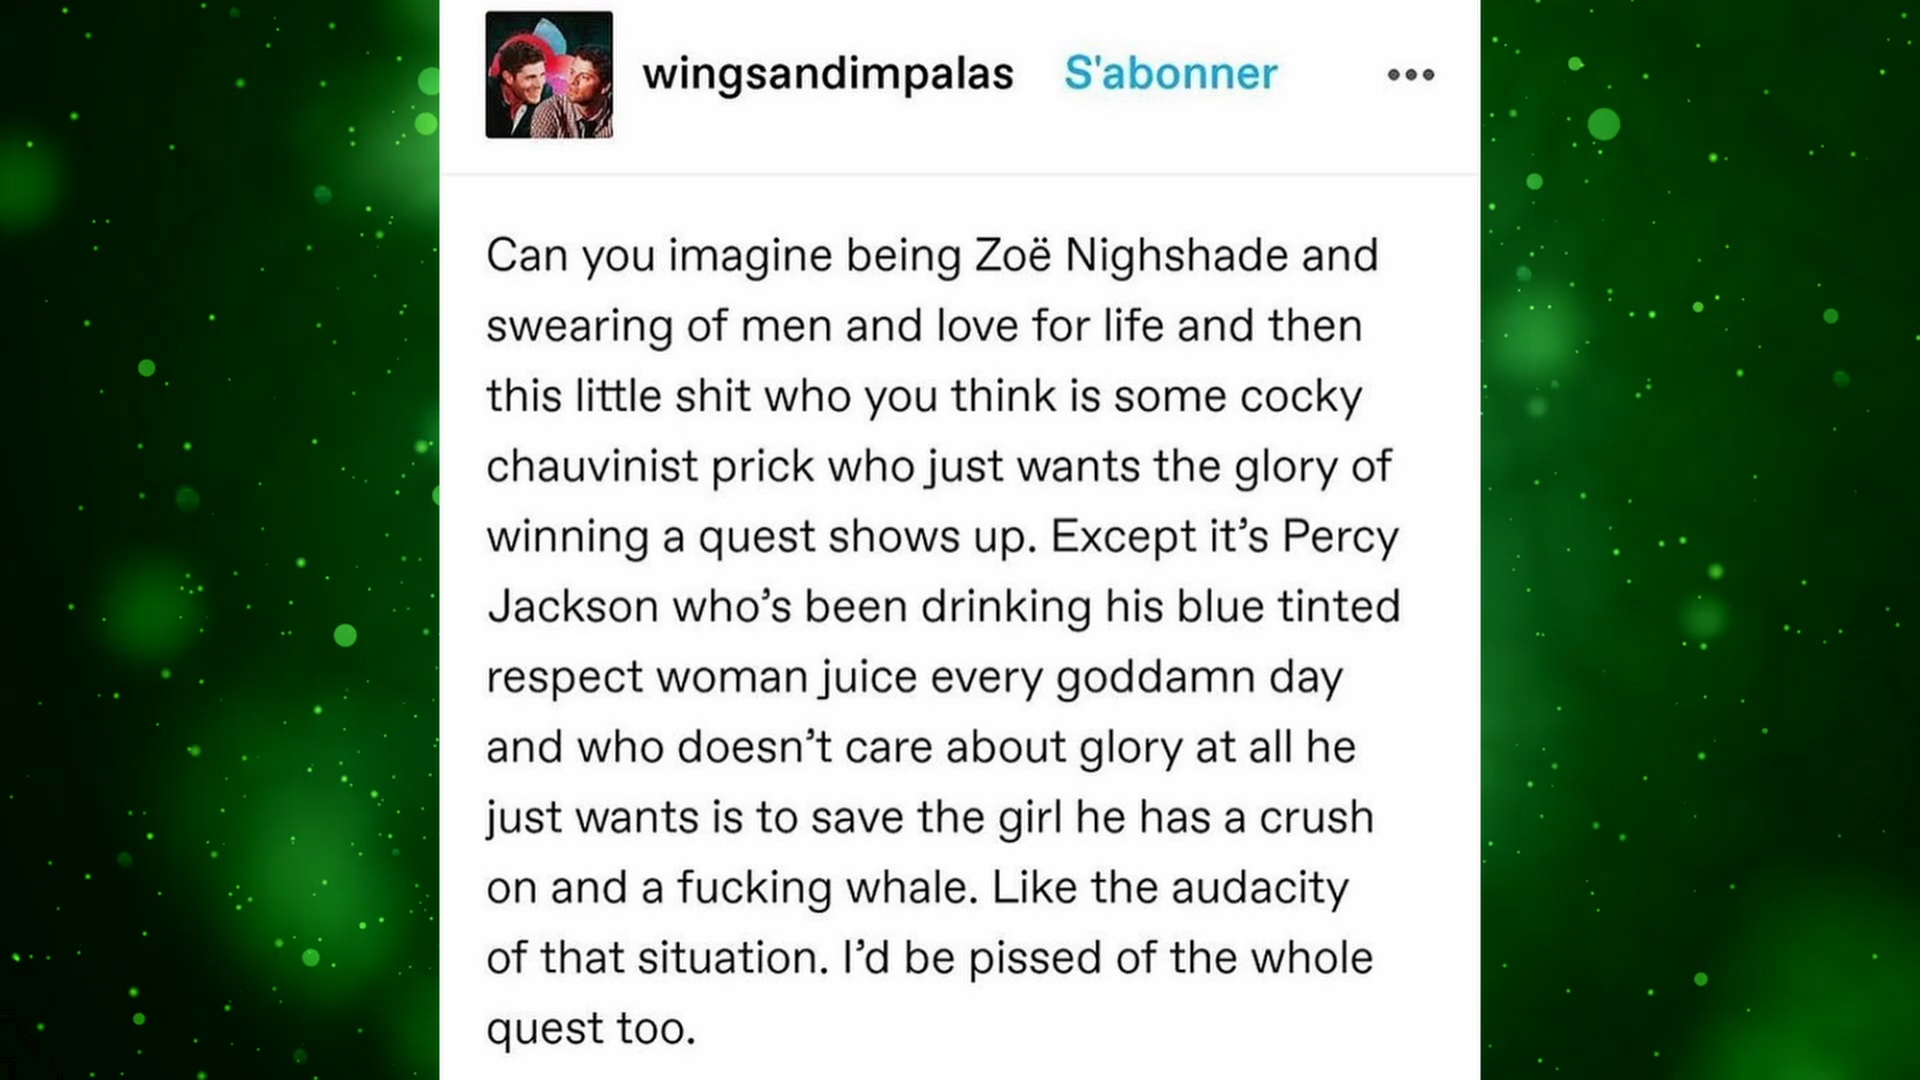 wingsandimpalas S'abonner
Can you imagine being Zoë Nighshade and
swearing of men and love for life and then
this little shit who you think is some cocky
chauvinist prick who just wants the glory of
winning a quest shows up. Except it’s Percy
Jackson who’s been drinking his blue tinted
respect woman juice every goddamn day
and who doesn’t care about glory at all he
just wants is to save the girl he has a crush
on and a fucking whale. Like the audacity
of that situation. I’d be pissed of the whole
quest too.